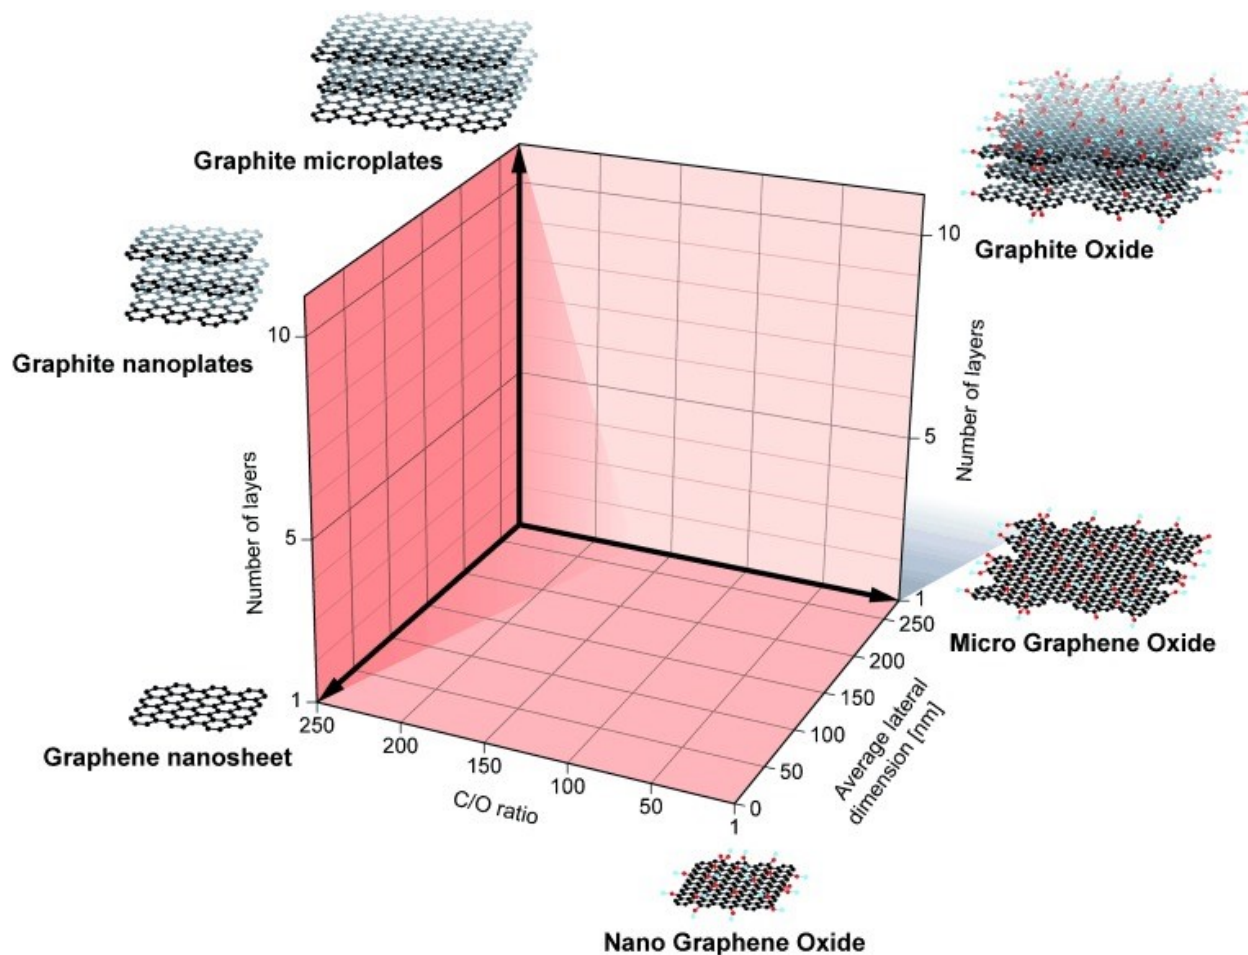 Graphite microplates
Graphite Oxide
Graphite nanoplates
10
5
1
Number of layers
10
5
1
Number of layers
Micro Graphene Oxide
Graphene nanosheet
250
200
150
100
50
1
C/O ratio
250
200
150
100
50
0
Average lateral
dimension [nm]
Nano Graphene Oxide